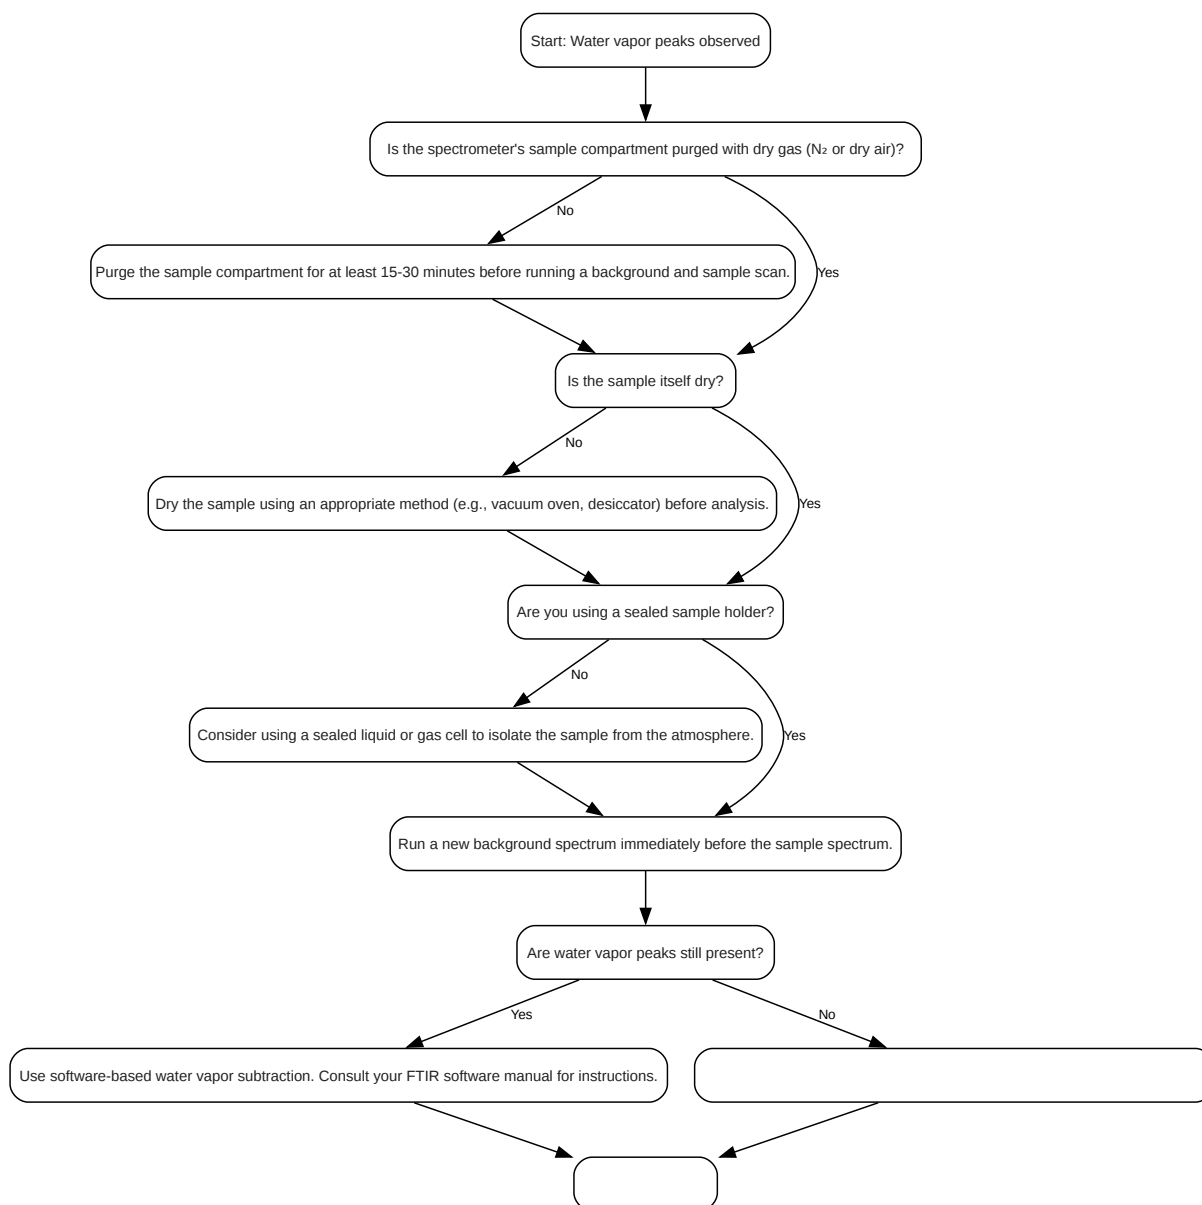 Start: Water vapor peaks observed
Is the spectrometer's sample compartment purged with dry gas (N₂ or dry air)?
No
Purge the sample compartment for at least 15-30 minutes before running a background and sample scan.
Yes
Is the sample itself dry?
No
Dry the sample using an appropriate method (e.g., vacuum oven, desiccator) before analysis.
Yes
Are you using a sealed sample holder?
No
Consider using a sealed liquid or gas cell to isolate the sample from the atmosphere.
Yes
Run a new background spectrum immediately before the sample spectrum.
Are water vapor peaks still present?
Yes
No
Use software-based water vapor subtraction. Consult your FTIR software manual for instructions.